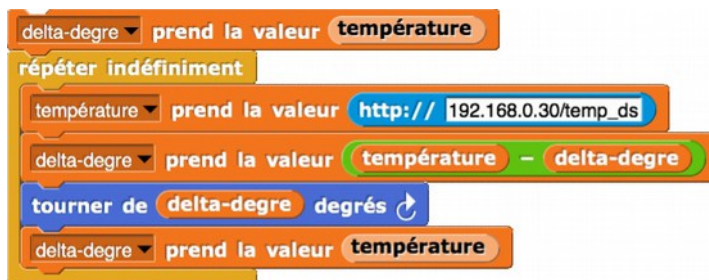 delta-degre prend la valeur température
répéter indéfiniment
température prend la valeur http:// 192.168.0.30/temp_ds
delta-degre prend la valeur température - delta-degre
tourner de delta-degre degrés
delta-degre prend la valeur température